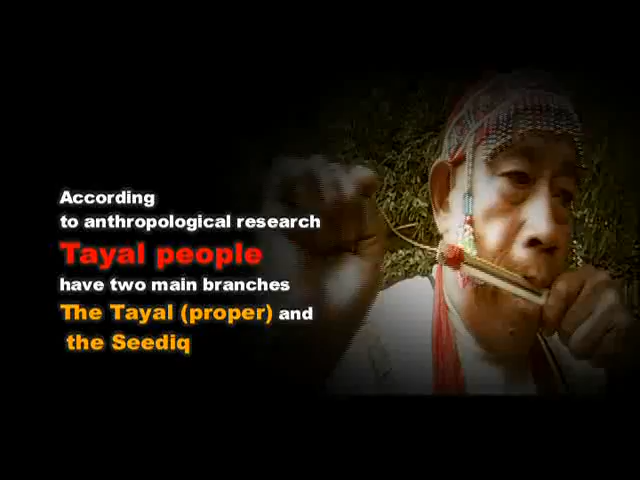 According
to anthropological research
Tayal people
have two main branches
The Tayal (proper) and
the Seediq